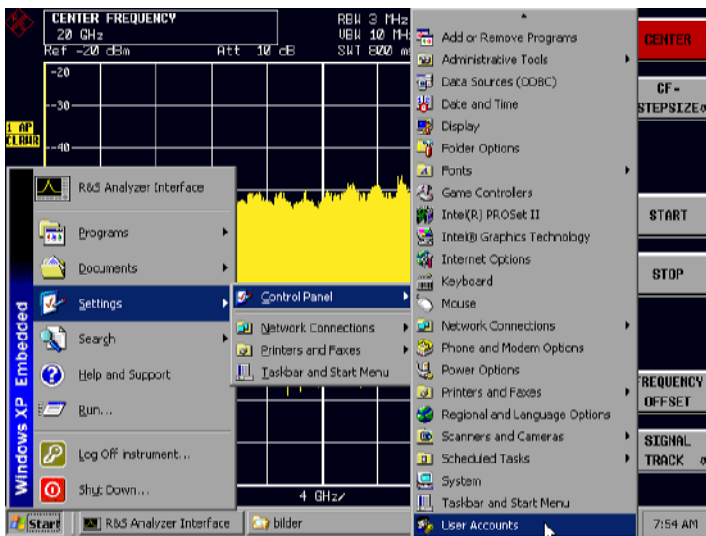 CENTER FREQUENCY
20 GHz
Ref -20 dBm
Att 10 dB
RBW 3 MHz
VBW 10 MH
SWT 800 ms
-20
-30
-40
1 AP
CLRWR
4 GHz/
R&S Analyzer Interface
Programs
Documents
Settings
Search
Help and Support
Run...
Log Off instrument...
Shut Down...
Windows XP Embedded
Control Panel
Network Connections
Printers and Faxes
Taskbar and Start Menu
Add or Remove Programs
Administrative Tools
Data Sources (ODBC)
Date and Time
Display
Folder Options
Fonts
Game Controllers
Intel(R) PROSet II
Intel® Graphics Technology
Internet Options
Keyboard
Mouse
Network Connections
Phone and Modem Options
Power Options
Printers and Faxes
Regional and Language Options
Scanners and Cameras
Scheduled Tasks
System
Taskbar and Start Menu
User Accounts
CENTER
CF-
STEPSIZE
START
STOP
FREQUENCY
OFFSET
SIGNAL
TRACK
Start
R&S Analyzer Interface
bilder
7:54 AM